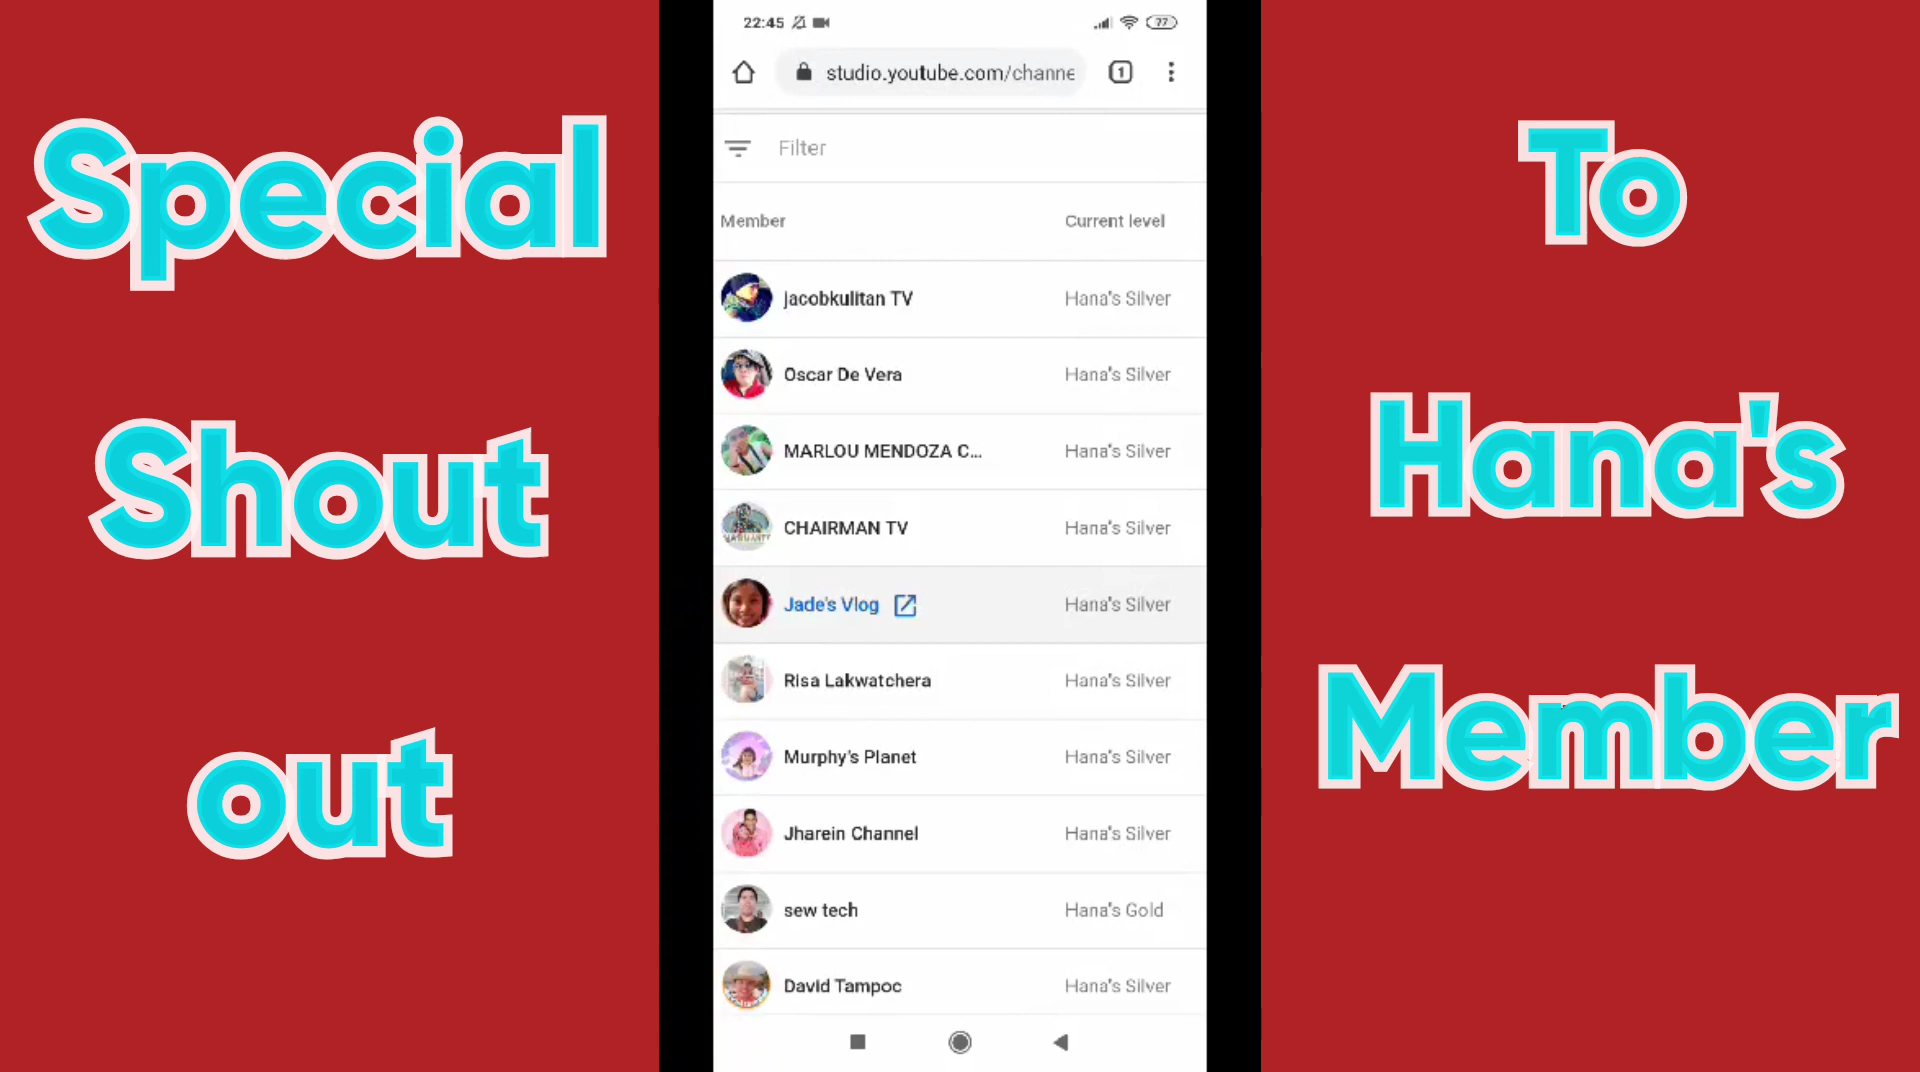 Special
Shout
out
22:45 77
studio.youtube.com/channe 1
Filter
Member Current level
jacobkulitan TV Hana's Silver
Oscar De Vera Hana's Silver
MARLOU MENDOZA C... Hana's Silver
CHAIRMAN TV Hana's Silver
Jade's Vlog Hana's Silver
Risa Lakwatchera Hana's Silver
Murphy's Planet Hana's Silver
Jharein Channel Hana's Silver
sew tech Hana's Gold
David Tampoc Hana's Silver
To
Hana's
Member